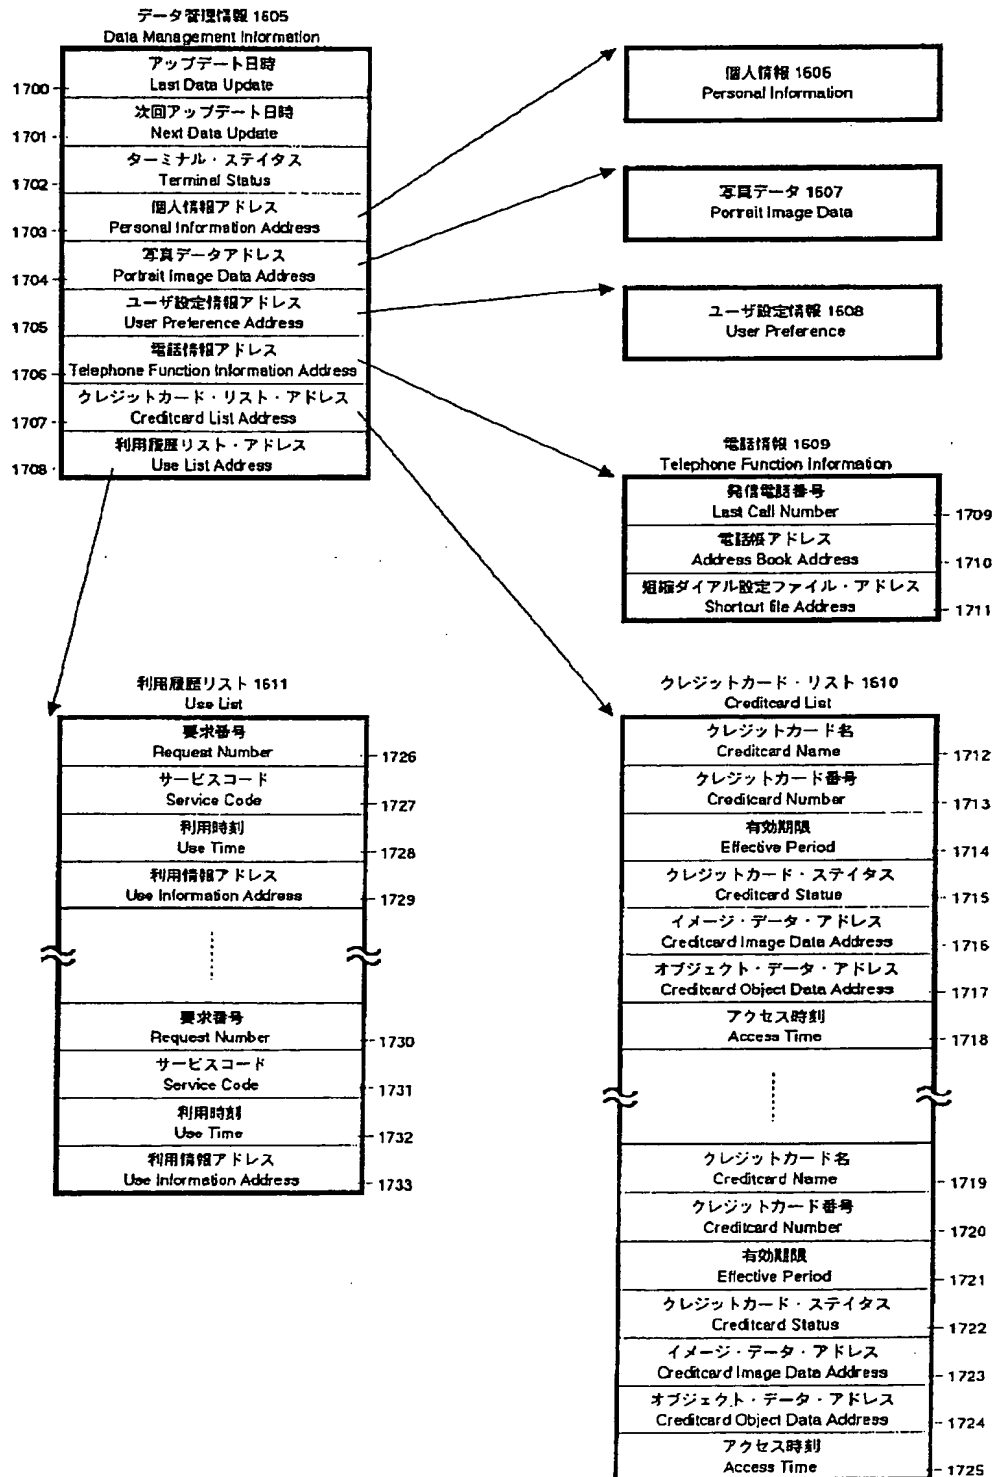 データ管理情報 1605
Data Management Information
アップデート日時
Last Data Update
1700
次回アップデート日時
Next Data Update
1701
ターミナル・ステイタス
Terminal Status
1702
個人情報アドレス
Personal Information Address
1703
写真データアドレス
Portrait Image Data Address
1704
ユーザ設定情報アドレス
User Preference Address
1705
電話情報アドレス
Telephone Function Information Address
1706
クレジットカード・リスト・アドレス
Creditcard List Address
1707
利用履歴リスト・アドレス
Use List Address
1708
個人情報 1606
Personal Information
写真データ 1607
Portrait Image Data
ユーザ設定情報 1608
User Preference
電話情報 1609
Telephone Function Information
発信電話番号
Last Call Number
1709
電話帳アドレス
Address Book Address
1710
短縮ダイアル設定ファイル・アドレス
Shortcut file Address
1711
利用履歴リスト 1611
Use List
要求番号
Request Number
1726
サービスコード
Service Code
1727
利用時刻
Use Time
1728
利用情報アドレス
Use Information Address
1729
要求番号
Request Number
1730
サービスコード
Service Code
1731
利用時刻
Use Time
1732
利用情報アドレス
Use Information Address
1733
クレジットカード・リスト 1610
Creditcard List
クレジットカード名
Creditcard Name
1712
クレジットカード番号
Creditcard Number
1713
有効期限
Effective Period
1714
クレジットカード・ステイタス
Creditcard Status
1715
イメージ・データ・アドレス
Creditcard Image Data Address
1716
オブジェクト・データ・アドレス
Creditcard Object Data Address
1717
アクセス時刻
Access Time
1718
クレジットカード名
Creditcard Name
1719
クレジットカード番号
Creditcard Number
1720
有効期限
Effective Period
1721
クレジットカード・ステイタス
Creditcard Status
1722
イメージ・データ・アドレス
Creditcard Image Data Address
1723
オブジェクト・データ・アドレス
Creditcard Object Data Address
1724
アクセス時刻
Access Time
1725